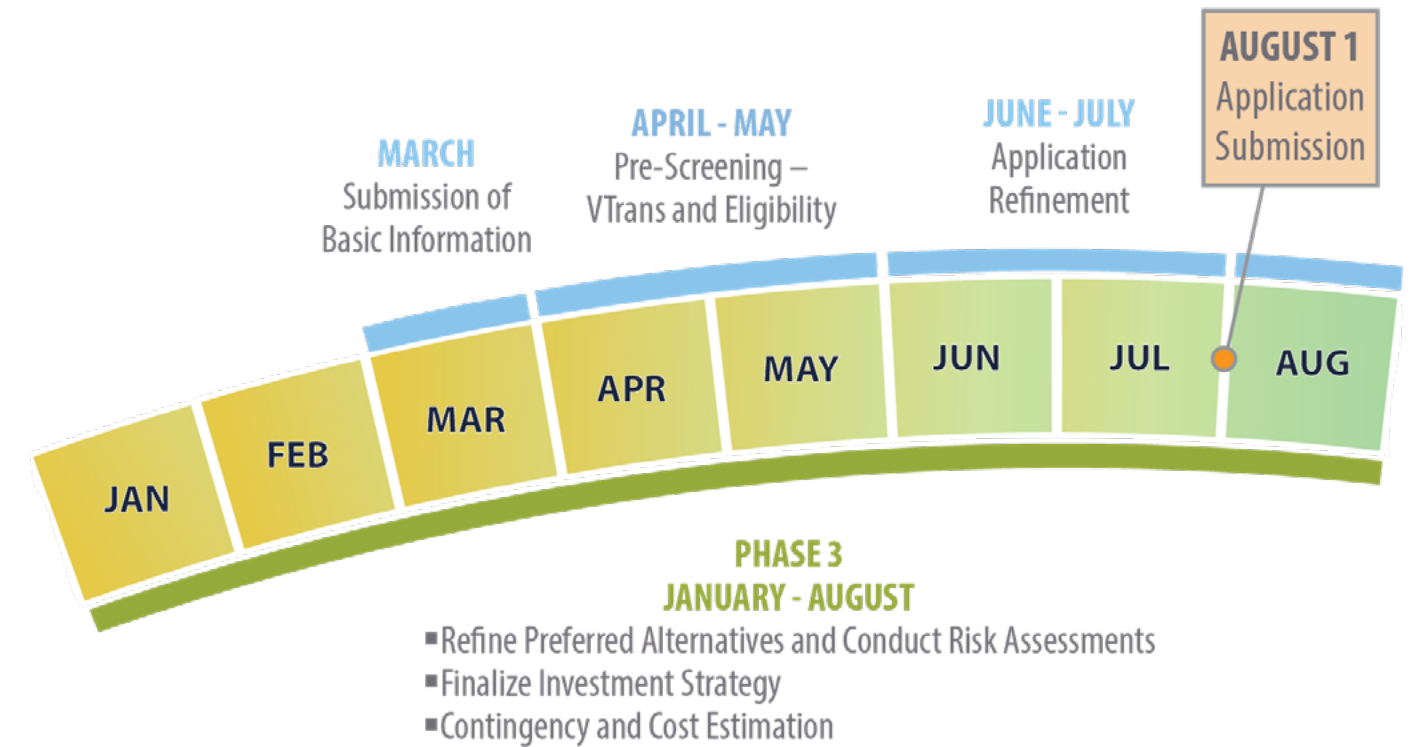 AUGUST 1
Application
Submission
JUNE - JULY
Application
Refinement
APRIL - MAY
Pre-Screening –
VTrans and Eligibility
MARCH
Submission of
Basic Information
JAN
FEB
MAR
APR
MAY
JUN
JUL
AUG
PHASE 3
JANUARY - AUGUST
▪Refine Preferred Alternatives and Conduct Risk Assessments
▪Finalize Investment Strategy
▪Contingency and Cost Estimation